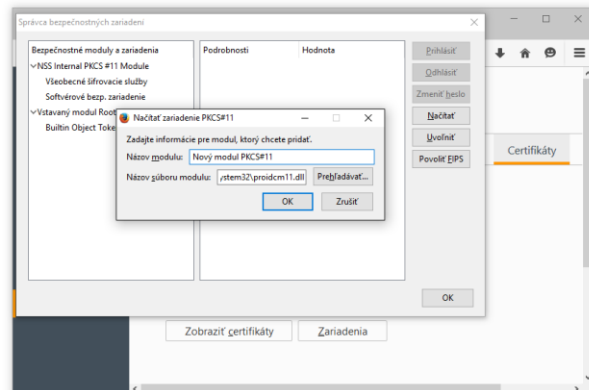 Správca bezpečnostných zariadení
Bezpečnostné moduly a zariadenia
NSS Internal PKCS #11 Module
Všeobecné šifrovacie služby
Softvérové bezp. zariadenie
Vstavaný modul Root
Builtin Object Toke
Podrobnosti
Hodnota
Prihlásiť
Odhlásiť
Zmeniť heslo
Načítať
Uvoľniť
Povoliť FIPS
Načítať zariadenie PKCS#11
Zadajte informácie pre modul, ktorý chcete pridať.
Názov modulu: Nový modul PKCS#11
Názov súboru modulu: /stem32\proidcm11.dll Prehľadávať...
OK Zrušiť
OK
Certifikáty
Zobraziť certifikáty Zariadenia